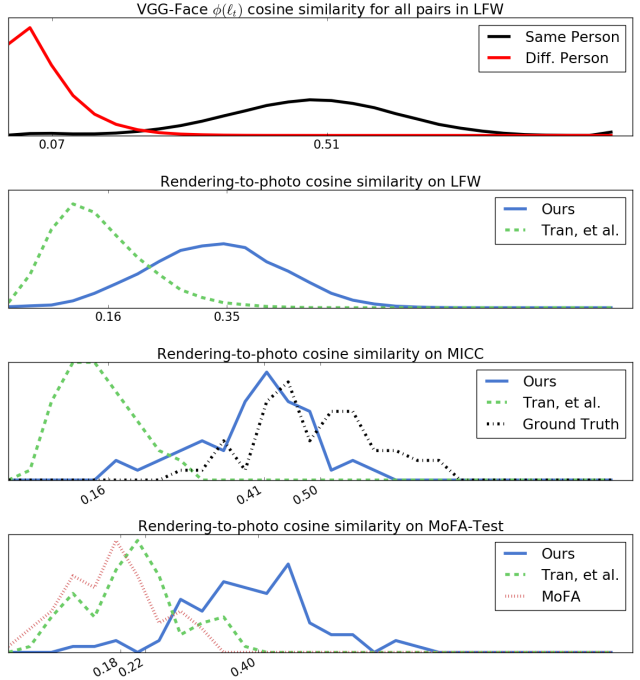 VGG-Face ϕ(ℓₜ) cosine similarity for all pairs in LFW
Same Person
Diff. Person
0.07 0.51
Rendering-to-photo cosine similarity on LFW
Ours
Tran, et al.
0.16 0.35
Rendering-to-photo cosine similarity on MICC
Ours
Tran, et al.
Ground Truth
0.16 0.41 0.50
Rendering-to-photo cosine similarity on MoFA-Test
Ours
Tran, et al.
MoFA
0.18 0.22 0.40